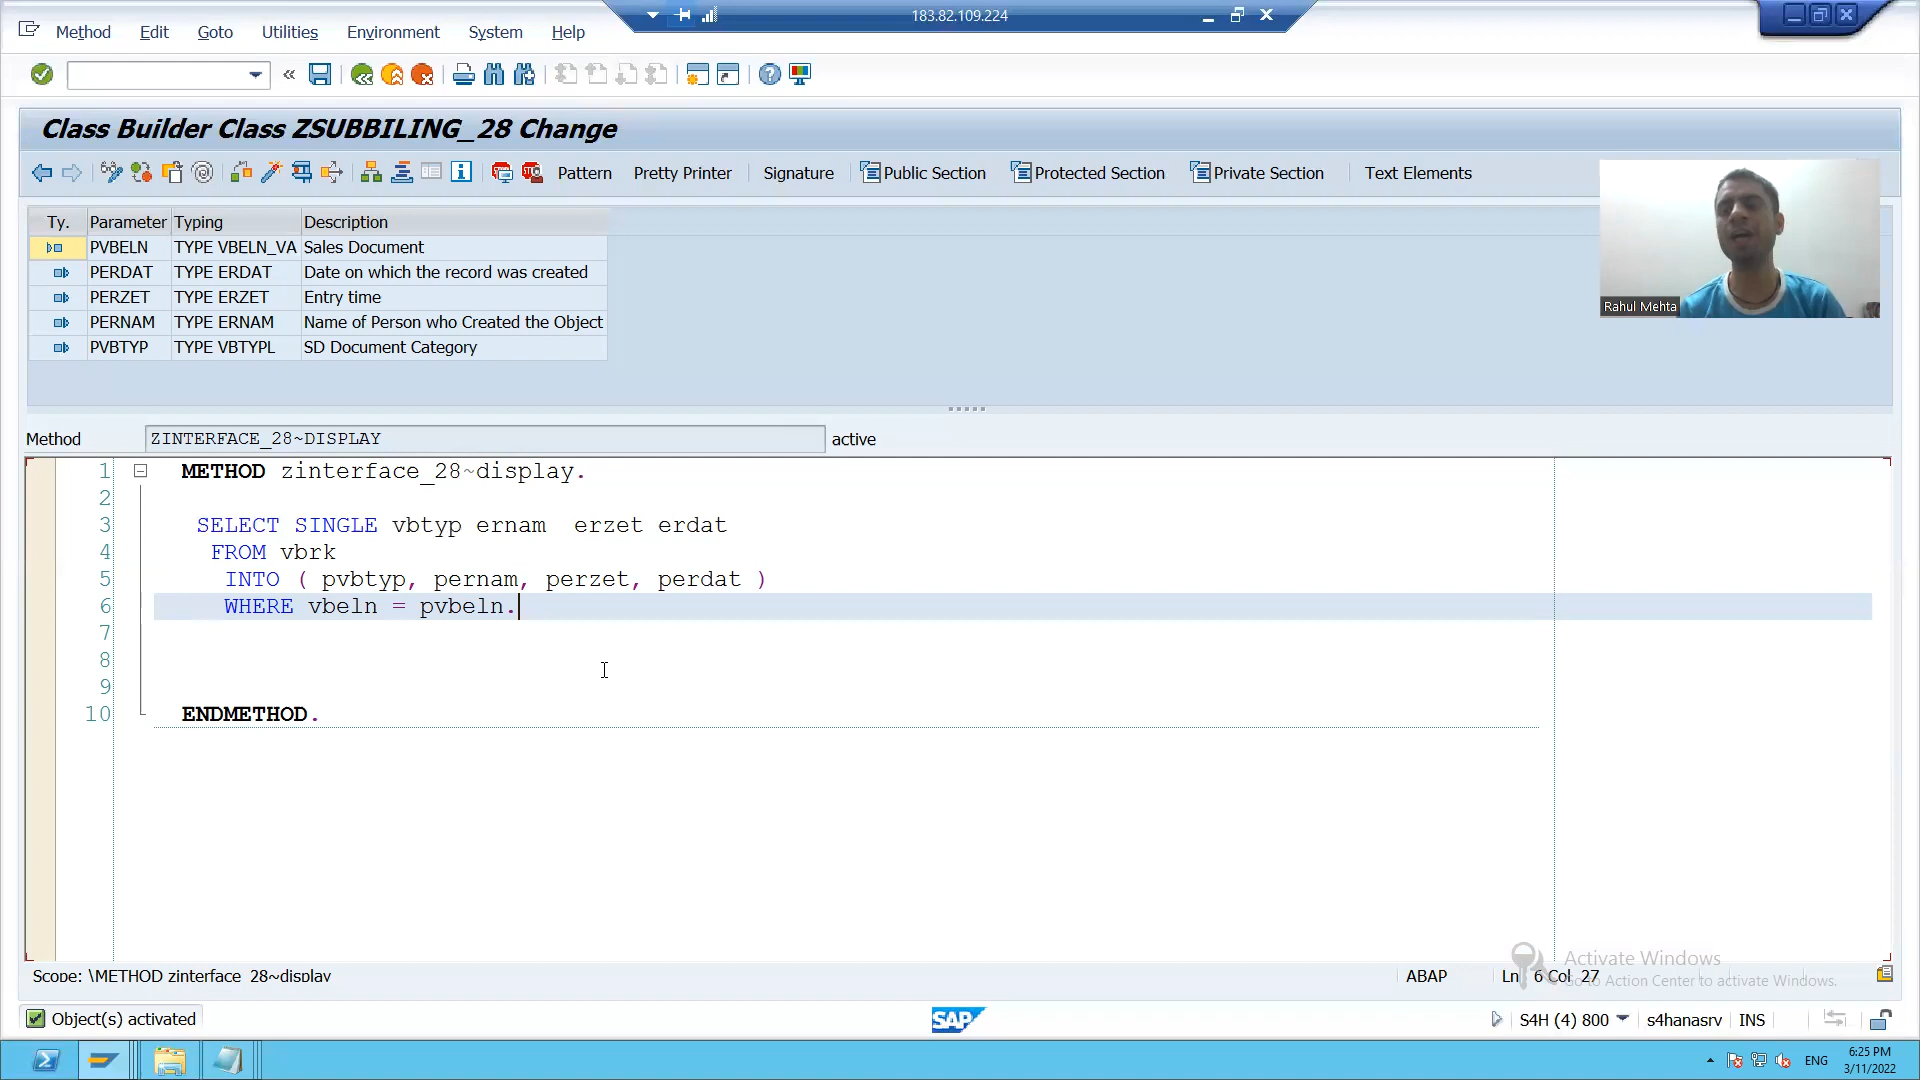 183.82.109.224
Method Edit Goto Utilities Environment System Help
Class Builder Class ZSUBBILING_28 Change
Pattern Pretty Printer Signature Public Section Protected Section Private Section Text Elements
Ty. Parameter Typing Description
PVBELN TYPE VBELN_VA Sales Document
PERDAT TYPE ERDAT Date on which the record was created
PERZET TYPE ERZET Entry time
PERNAM TYPE ERNAM Name of Person who Created the Object
PVBTYP TYPE VBTYPL SD Document Category
Rahul Mehta
Method ZINTERFACE_28~DISPLAY active
1 METHOD zinterface_28~display.
2
3 SELECT SINGLE vbtyp ernam erzet erdat
4 FROM vbrk
5 INTO ( pvbtyp, pernam, perzet, perdat )
6 WHERE vbeln = pvbeln.
7
8
9
10 ENDMETHOD.
Activate Windows
Go to Action Center to activate Windows.
Scope: \METHOD zinterface_28~display ABAP Ln 6 Col 27
Object(s) activated SAP S4H (4) 800 s4hanasrv INS
ENG 6:25 PM
3/11/2022